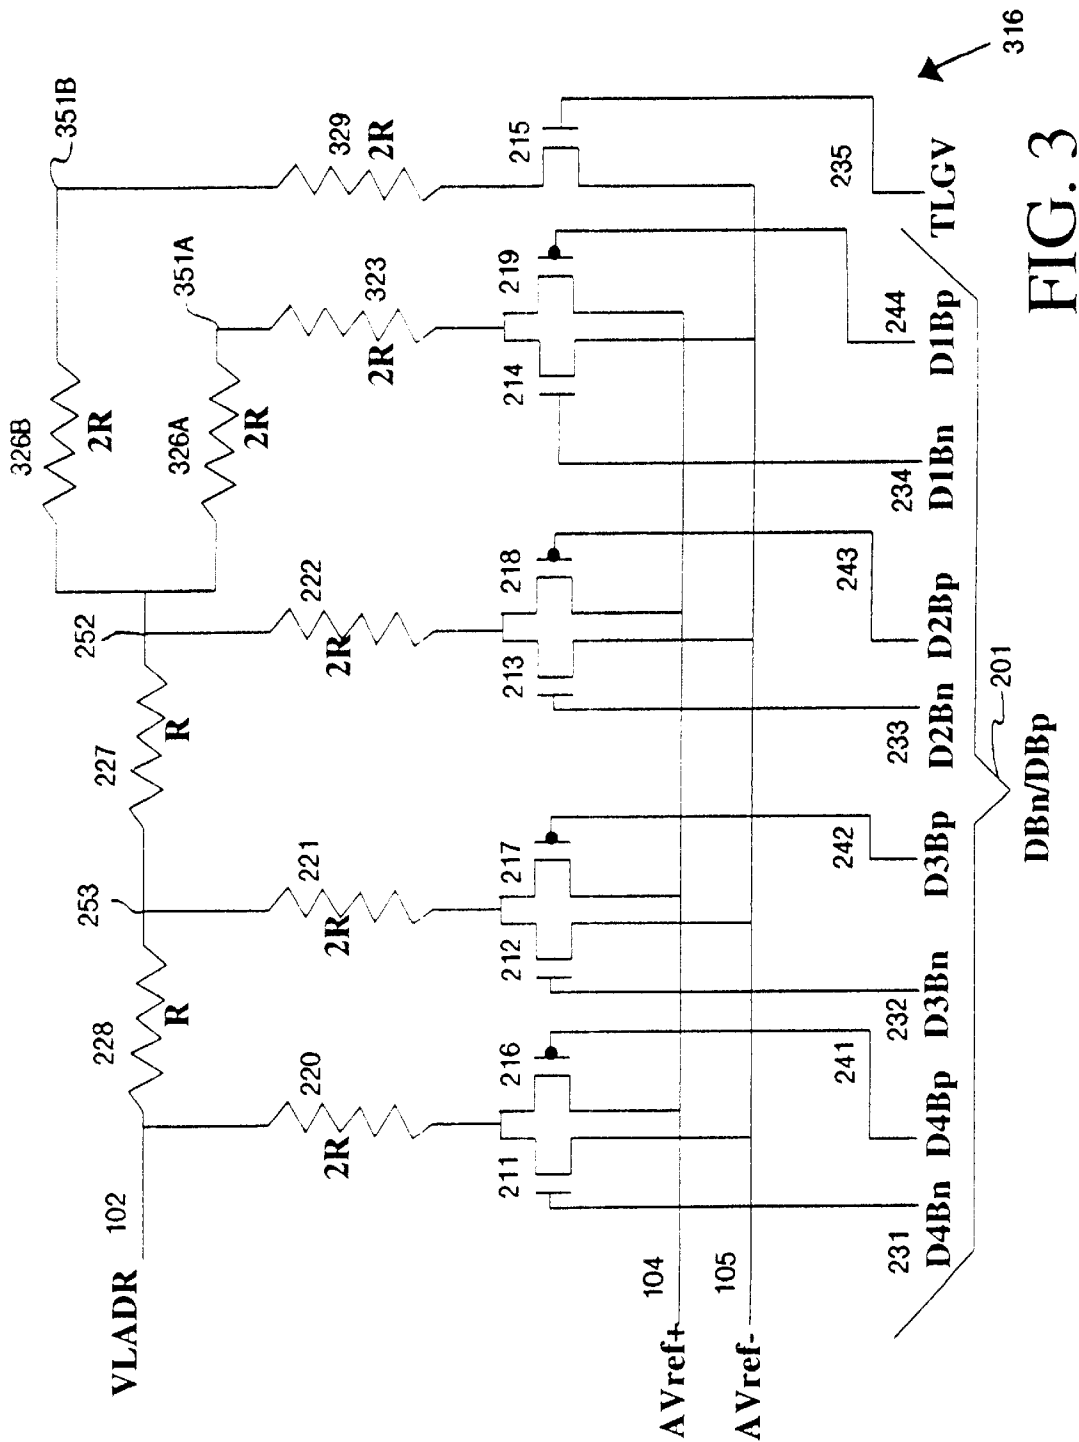 326B
2R
351B
326A
2R
351A
329
2R
323
2R
VLADR
102
228
R
253
227
R
252
220
2R
221
2R
222
2R
211
216
212
217
213
218
214
219
215
AVref+
104
AVref-
105
231
241
232
242
233
243
234
244
235
D4Bn
D4Bp
D3Bn
D3Bp
D2Bn
D2Bp
D1Bn
D1Bp
TLGV
201
DBn/DBp
316
FIG. 3